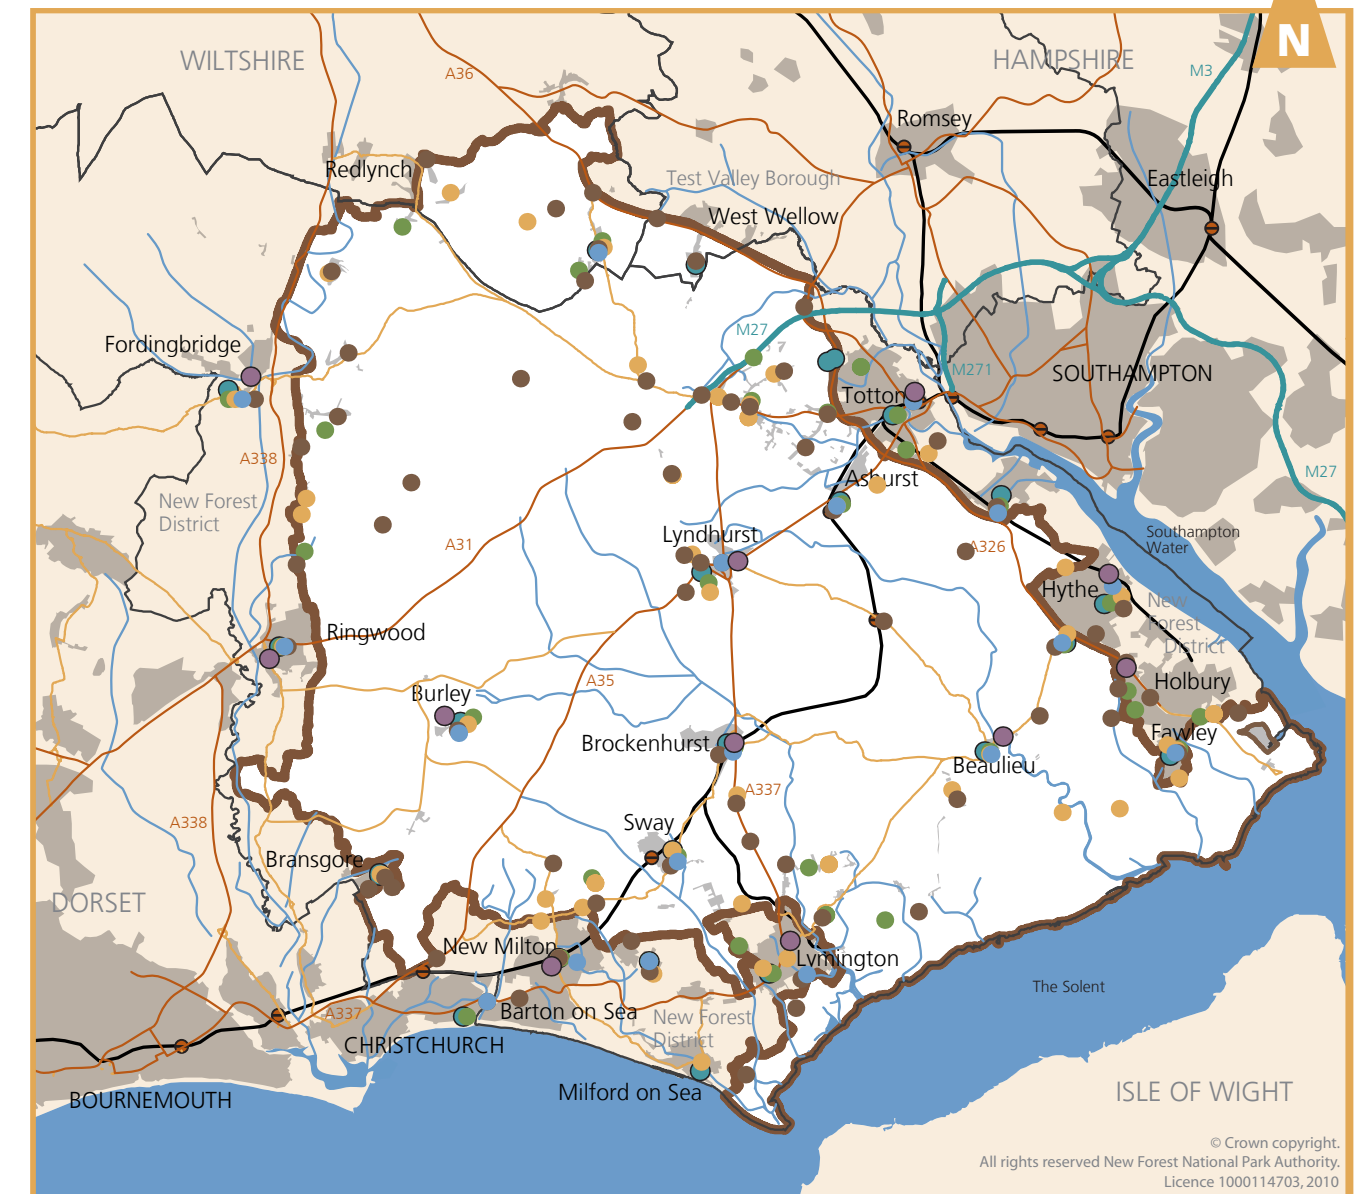 N
WILTSHIRE
HAMPSHIRE
A36
M3
Romsey
Redlynch
Test Valley Borough
Eastleigh
West Wellow
M27
Fordingbridge
M271
SOUTHAMPTON
Totton
A338
M27
Ashurst
New Forest
District
Lyndhurst
Southampton
Water
A31
A326
Hythe
New
Forest
District
Ringwood
A35
Holbury
Burley
Brockenhurst
Fawley
Beaulieu
A337
A338
Sway
Bransgore
DORSET
New Milton
Lymington
The Solent
A337
Barton on Sea
New Forest
District
CHRISTCHURCH
Milford on Sea
BOURNEMOUTH
ISLE OF WIGHT
© Crown copyright.
All rights reserved New Forest National Park Authority.
Licence 1000114703, 2010